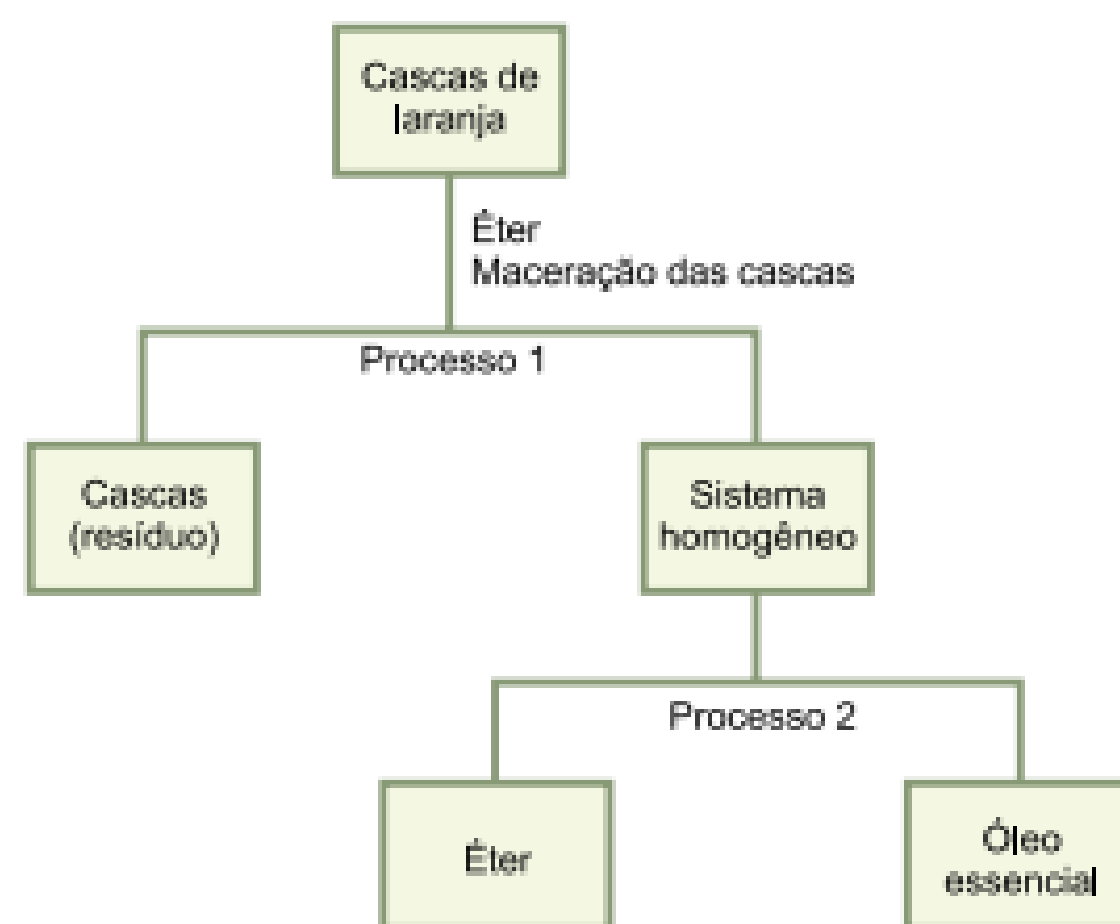 Cascas de
laranja
Éter
Maceração das cascas
Processo 1
Cascas
(resíduo)
Sistema
homogêneo
Processo 2
Éter
Óleo
essencial